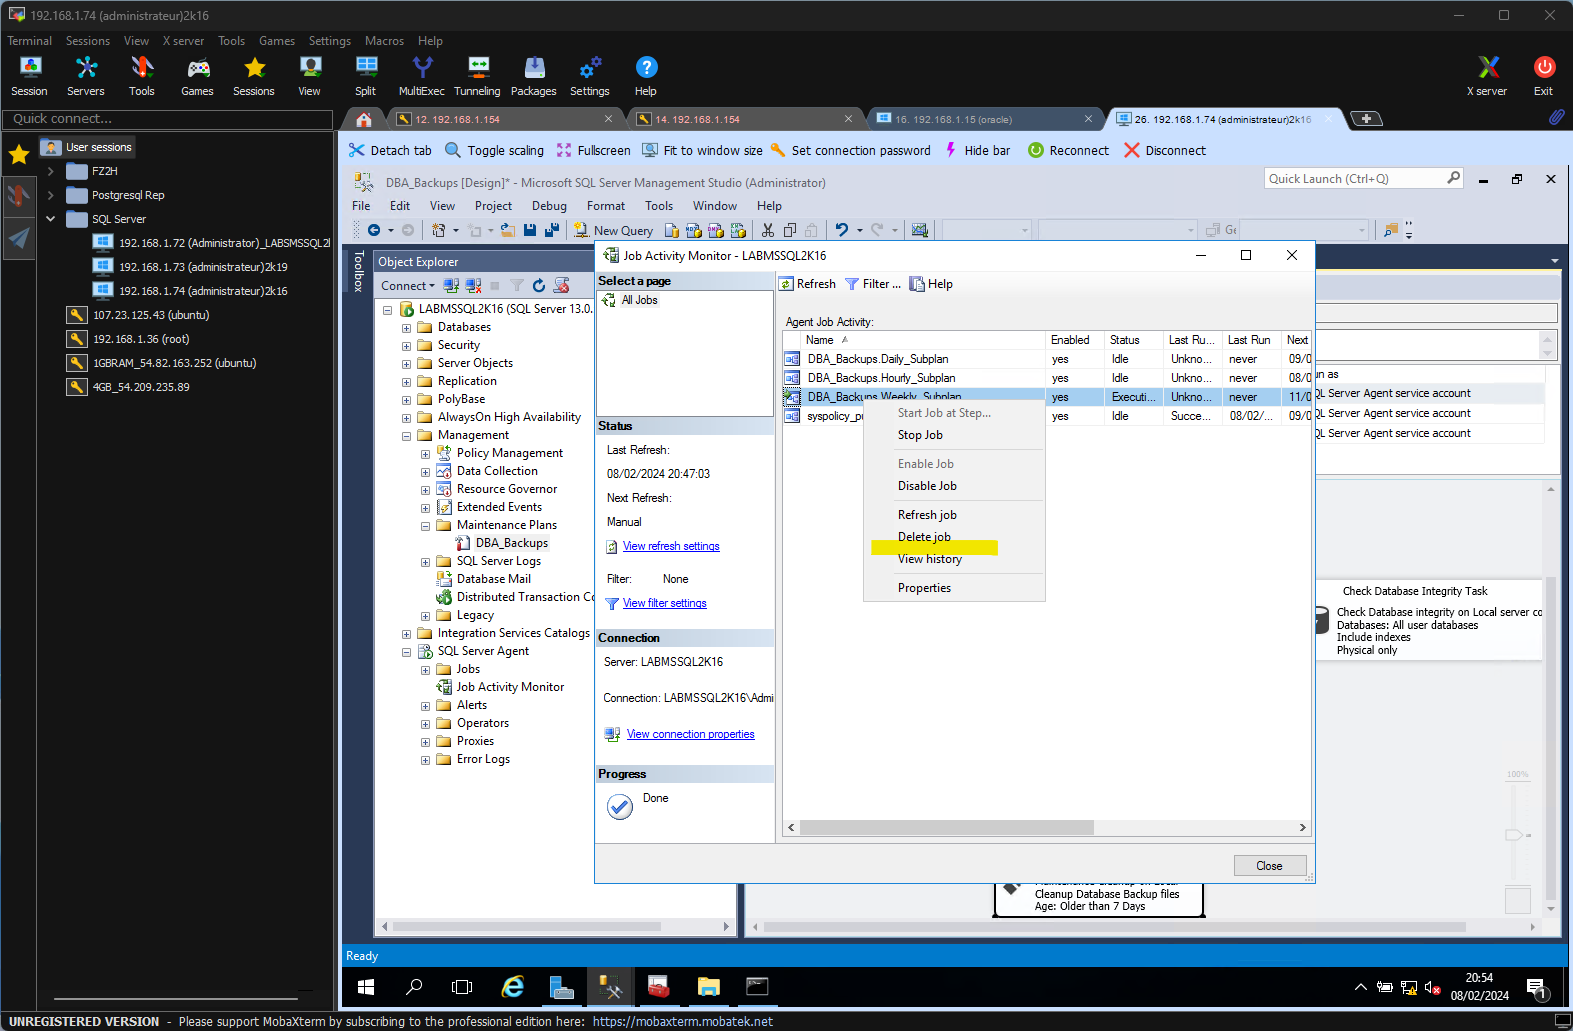 192.168.1.74 (administrateur)2k16
Terminal Sessions View X server Tools Games Settings Macros Help
Session Servers Tools Games Sessions View Split MultiExec Tunneling Packages Settings Help X server Exit
Quick connect...
12. 192.168.1.154
14. 192.168.1.154
16. 192.168.1.15 (oracle)
26. 192.168.1.74 (administrateur)2k16
User sessions
FZ2H
Postgresql Rep
SQL Server
192.168.1.72 (Administrator)_LABSMSSQL2
192.168.1.73 (administrateur)2k19
192.168.1.74 (administrateur)2k16
107.23.125.43 (ubuntu)
192.168.1.36 (root)
1GBRAM_54.82.163.252 (ubuntu)
4GB_54.209.235.89
Detach tab Toggle scaling Fullscreen Fit to window size Set connection password Hide bar Reconnect Disconnect
DBA_Backups [Design]* - Microsoft SQL Server Management Studio (Administrator)
Quick Launch (Ctrl+Q)
File Edit View Project Debug Format Tools Window Help
New Query
Toolbox
Object Explorer
Connect
LABMSSQL2K16 (SQL Server 13.0.
Databases
Security
Server Objects
Replication
PolyBase
AlwaysOn High Availability
Management
Policy Management
Data Collection
Resource Governor
Extended Events
Maintenance Plans
DBA_Backups
SQL Server Logs
Database Mail
Distributed Transaction Co
Legacy
Integration Services Catalogs
SQL Server Agent
Jobs
Job Activity Monitor
Alerts
Operators
Proxies
Error Logs
Job Activity Monitor - LABMSSQL2K16
Select a page
All Jobs
Status
Last Refresh:
08/02/2024 20:47:03
Next Refresh:
Manual
View refresh settings
Filter: None
View filter settings
Connection
Server: LABMSSQL2K16
Connection: LABMSSQL2K16\Admi
View connection properties
Progress
Done
Refresh Filter ... Help
Agent Job Activity:
Name Enabled Status Last Ru... Last Run Next
DBA_Backups.Daily_Subplan yes Idle Unkno... never 09/0
DBA_Backups.Hourly_Subplan yes Idle Unkno... never 08/0
DBA_Backups.Weekly_Subplan yes Executi... Unkno... never 11/0
syspolicy_pu yes Idle Succe... 08/02/... 09/0
Start Job at Step...
Stop Job
Enable Job
Disable Job
Refresh job
Delete job
View history
Properties
Close
un as
QL Server Agent service account
QL Server Agent service account
QL Server Agent service account
Check Database Integrity Task
Check Database integrity on Local server co
Databases: All user databases
Include indexes
Physical only
100%
Maintenance Cleanup on Local
Cleanup Database Backup files
Age: Older than 7 Days
Ready
20:54
08/02/2024
1
UNREGISTERED VERSION - Please support MobaXterm by subscribing to the professional edition here: https://mobaxterm.mobatek.net